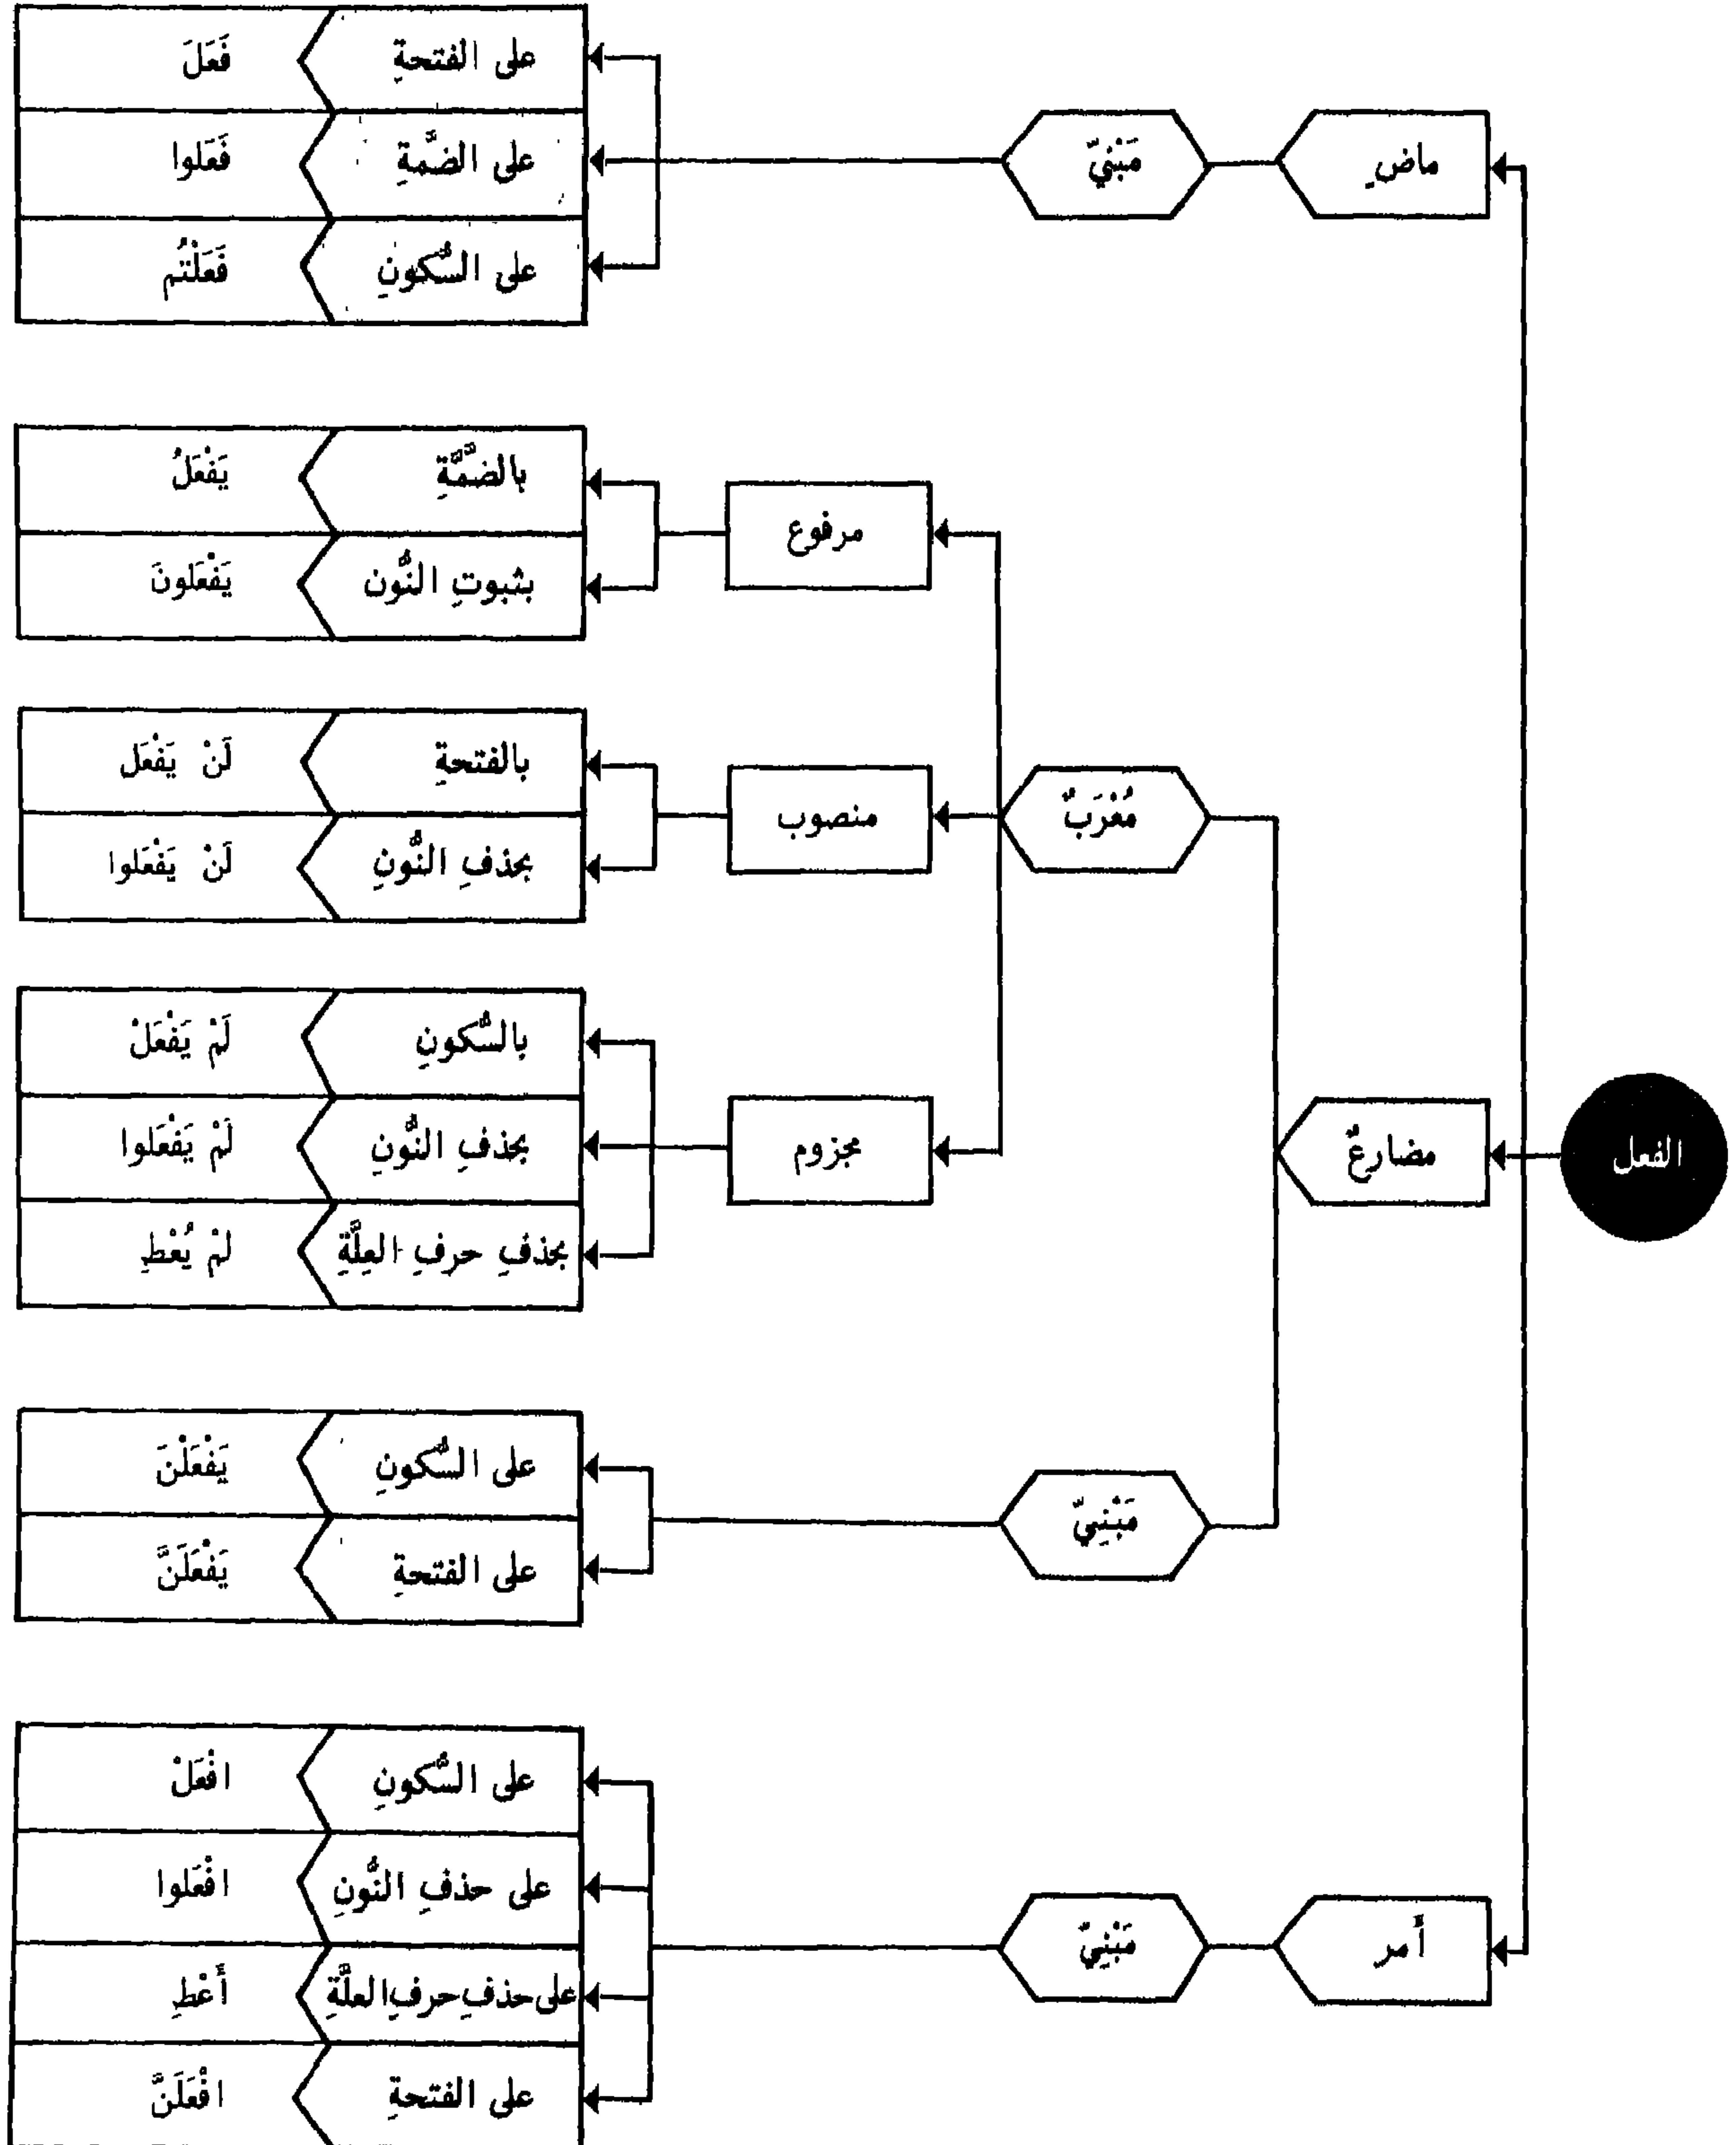 الفعل
ماضٍ
مَبْنِيّ
على الفتحةِ
فَعَلَ
على الضَّمةِ
فَعَلوا
على السُّكونِ
فَعَلْتُم
مضارعٌ
مُعْرَبٌ
مرفوع
بالضَّمَّةِ
يَفْعَلُ
بثبوتِ النُّون
يَفْعَلونَ
منصوب
بالفتحةِ
لَنْ يَفْعَل
بحذفِ النُّونِ
لَنْ يَفْعَلوا
مجزوم
بالسُّكونِ
لَمْ يَفْعَلْ
بحذفِ النُّونِ
لَمْ يَفْعَلوا
بحذفِ حرفِ العِلَّةِ
لَمْ يُعْطِ
مَبْنِيّ
على السُّكونِ
يَفْعَلْنَ
على الفتحةِ
يَفْعَلَنَّ
أمر
مَبْنِيّ
على السُّكونِ
افْعَلْ
على حذفِ النُّونِ
افْعَلوا
على حذفِ حرفِ العلَّةِ
أَعْطِ
على الفتحةِ
افْعَلَنَّ